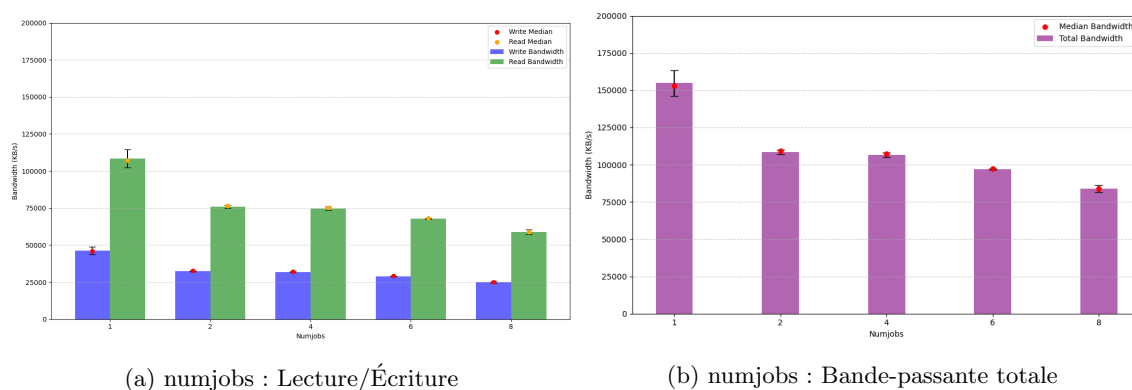 200000
175000
150000
125000
100000
75000
50000
25000
0
Bandwidth (KB/s)
1 2 4 6 8
Numjobs
Write Median
Read Median
Write Bandwidth
Read Bandwidth
(a) numjobs : Lecture/Écriture
200000
175000
150000
125000
100000
75000
50000
25000
0
Bandwidth (KB/s)
1 2 4 6 8
Numjobs
Median Bandwidth
Total Bandwidth
(b) numjobs : Bande-passante totale